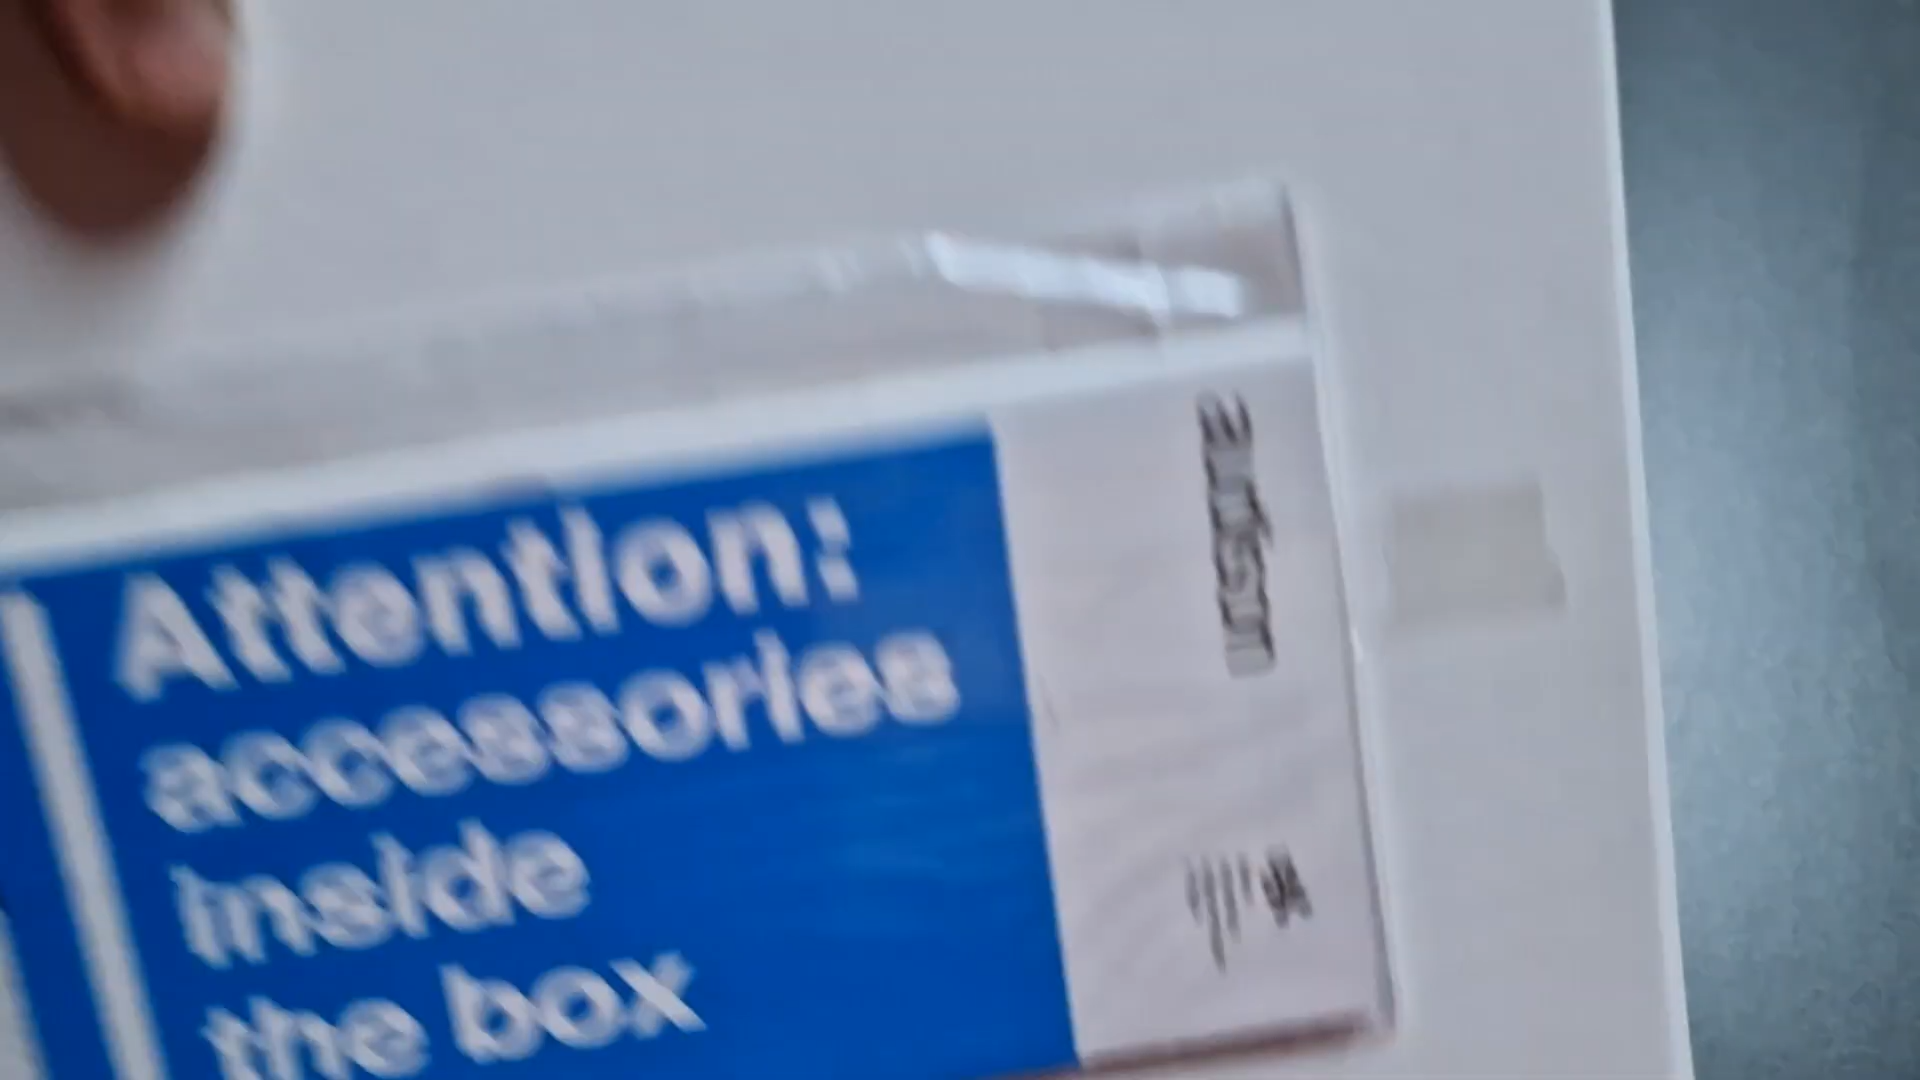 Attention:
accessories
inside
the box